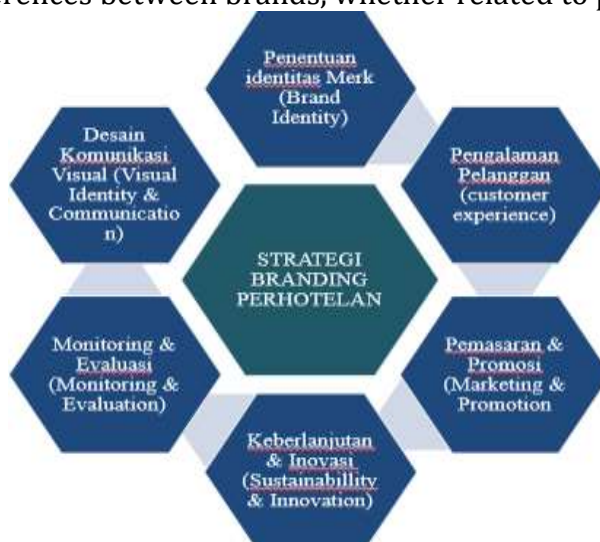 erences between brands, whether related to p
Penentuan
identitas Merk
(Brand
Identity)
Pengalaman
Pelanggan
(customer
experience)
Pemasaran &
Promosi
(Marketing &
Promotion
Keberlanjutan
& Inovasi
(Sustainabillity
& Innovation)
Monitoring &
Evaluasi
(Monitoring &
Evaluation)
Desain
Komunikasi
Visual (Visual
Identity &
Communicatio
n)
STRATEGI
BRANDING
PERHOTELAN